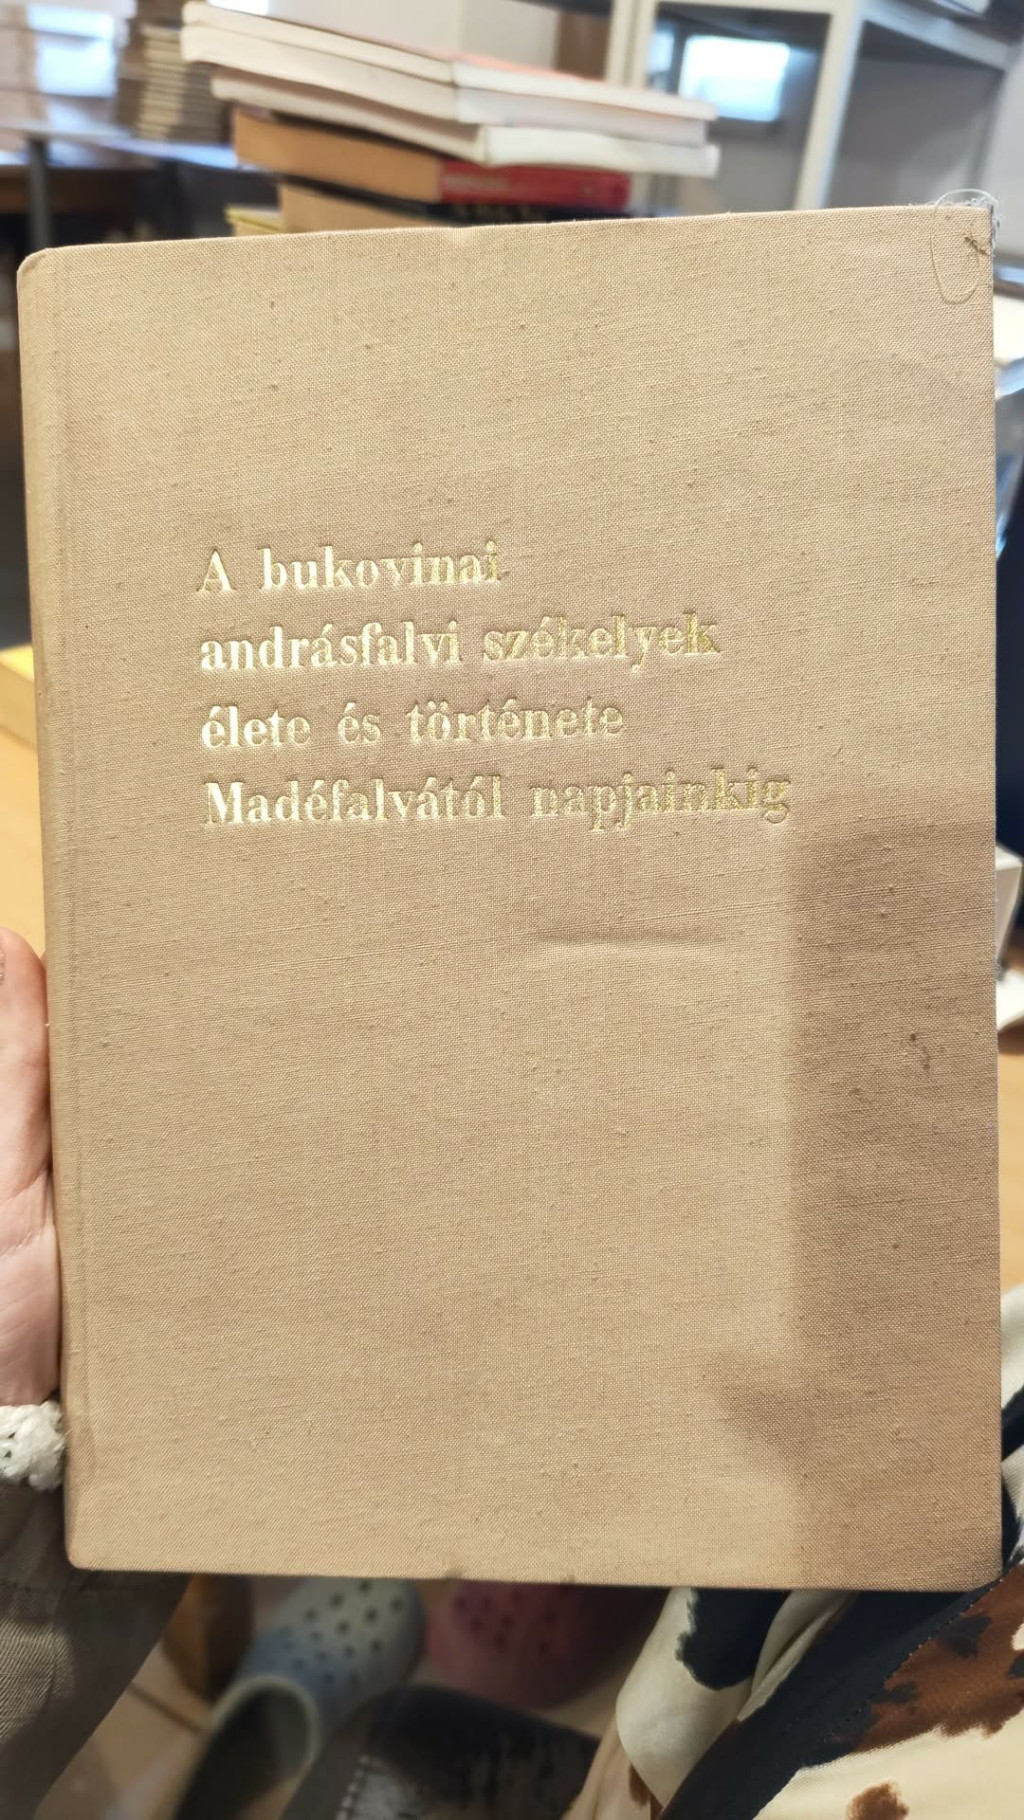 A bukovinai
andrásfalvi székelyek
élete és története
Madéfalvától napjainkig